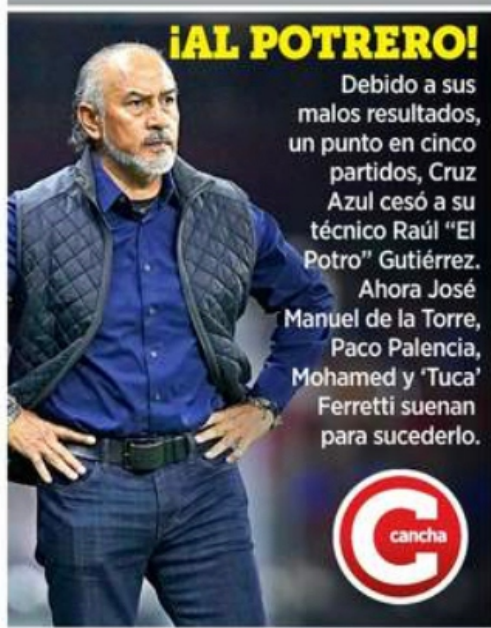 ¡AL POTRERO!
Debido a sus
malos resultados,
un punto en cinco
partidos, Cruz
Azul cesó a su
técnico Raúl “El
Potro” Gutiérrez.
Ahora José
Manuel de la Torre,
Paco Palencia,
Mohamed y ‘Tuca’
Ferretti suenan
para sucederlo.
C
cancha